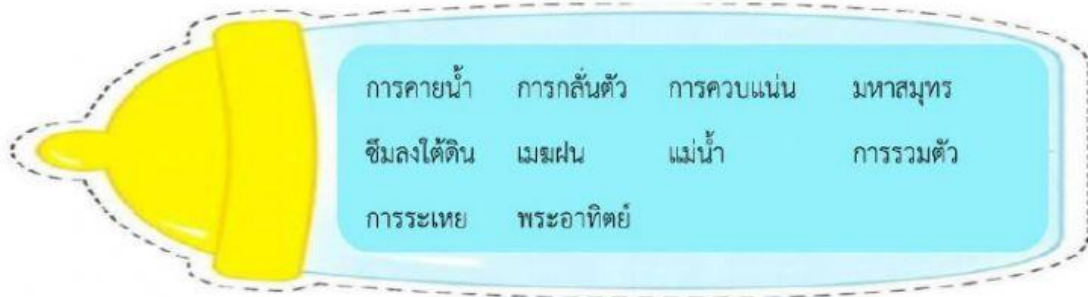 การคายน้ำ การกลั่นตัว การควบแน่น มหาสมุทร
ซึมลงใต้ดิน เมฆฝน แม่น้ำ การรวมตัว
การระเหย พระอาทิตย์